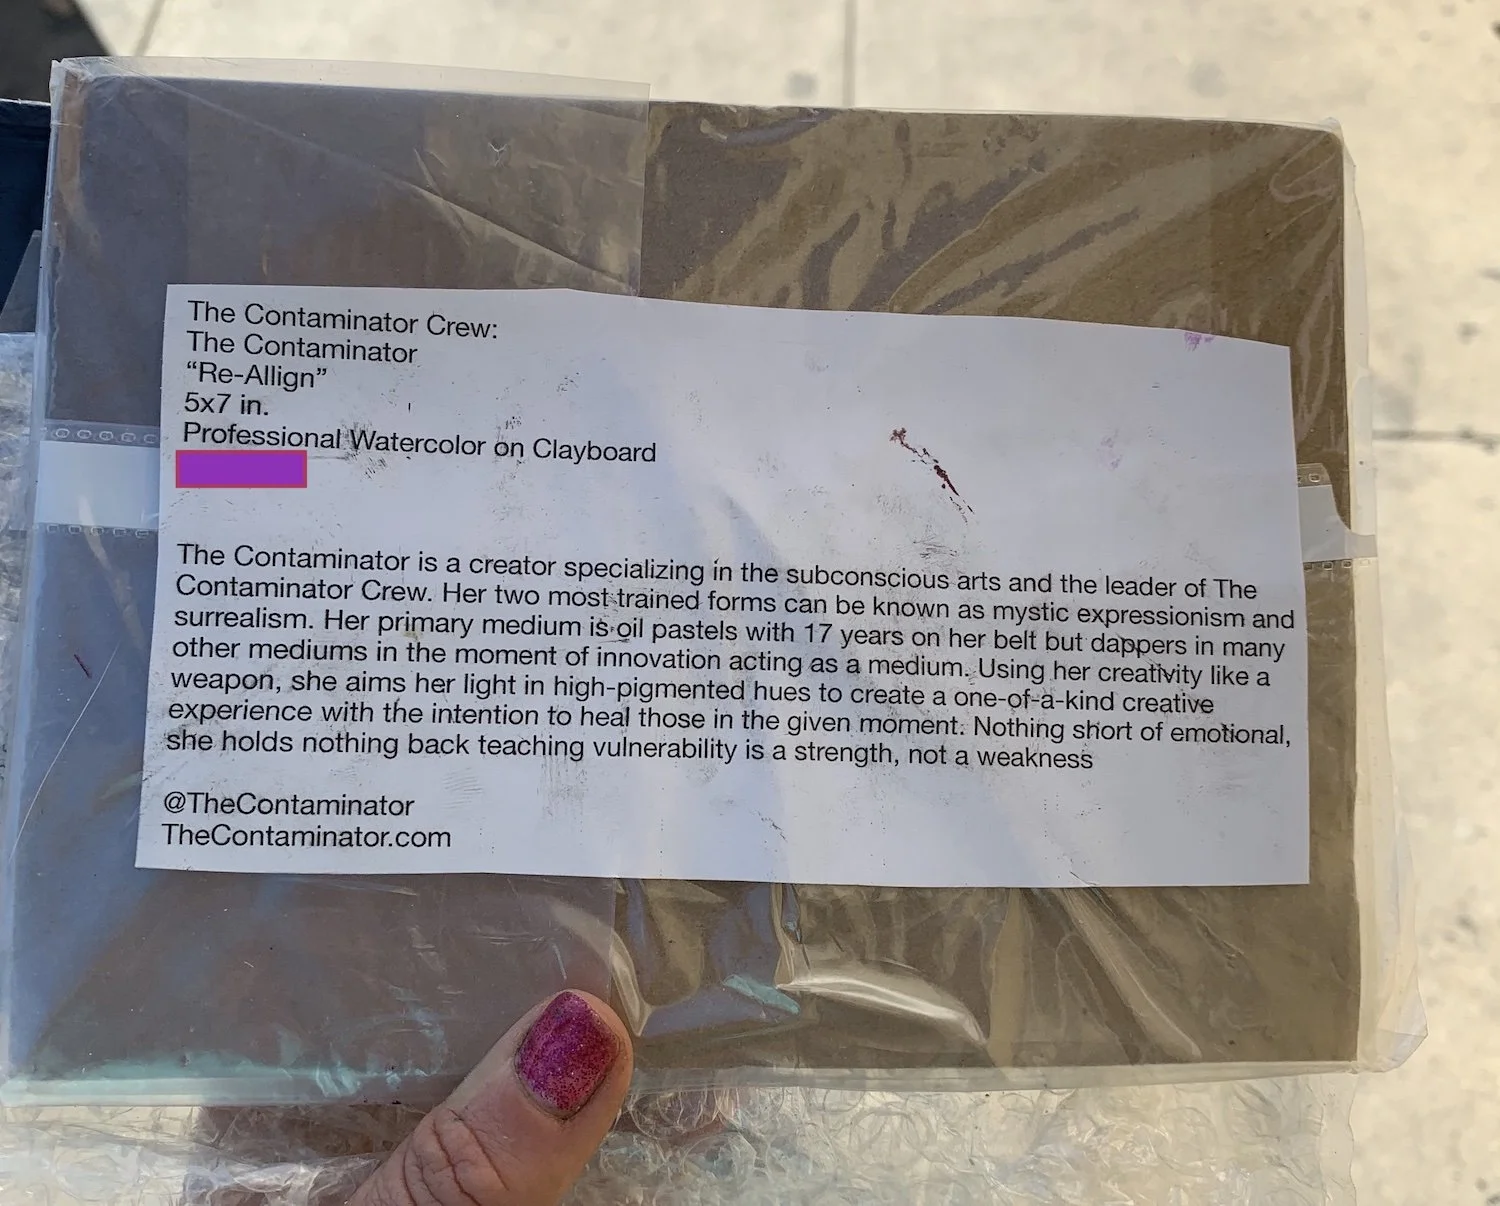 The Contaminator Crew:
The Contaminator
“Re-Allign”
5x7 in.
Professional Watercolor on Clayboard
The Contaminator is a creator specializing in the subconscious arts and the leader of The
Contaminator Crew. Her two most trained forms can be known as mystic expressionism and
surrealism. Her primary medium is oil pastels with 17 years on her belt but dappers in many
other mediums in the moment of innovation acting as a medium. Using her creativity like a
weapon, she aims her light in high-pigmented hues to create a one-of-a-kind creative
experience with the intention to heal those in the given moment. Nothing short of emotional,
she holds nothing back teaching vulnerability is a strength, not a weakness
@TheContaminator
TheContaminator.com